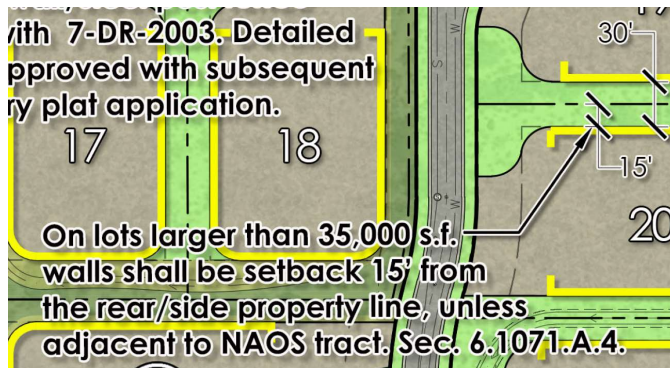 with 7-DR-2003. Detailed
approved with subsequent
ry plat application.
30'
17
18
15'
20
On lots larger than 35,000 s.f.
walls shall be setback 15' from
the rear/side property line, unless
adjacent to NAOS tract. Sec. 6.1071.A.4.
S
W
W
S
W